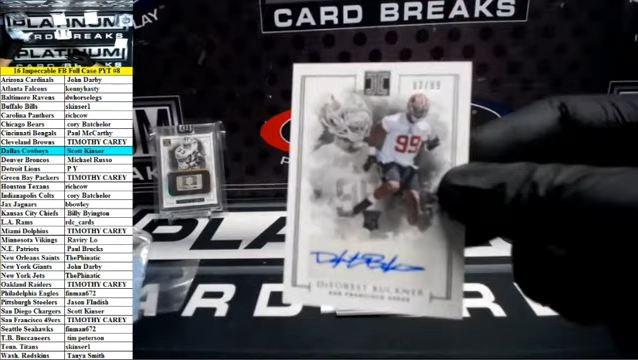 PLATINUM
PLATINUM
CARD BREAKS
16 Impeccable FB Full Case PYT #8
Arizona Cardinals John Darby
Atlanta Falcons kennyhasty
Baltimore Ravens dwhorselegs
Buffalo Bills skinser1
Carolina Panthers richcow
Chicago Bears cory Batchelor
Cincinnati Bengals Paul McCarthy
Cleveland Browns TIMOTHY CAREY
Dallas Cowboys Scott Kinser
Denver Broncos Michael Russo
Detroit Lions P Y
Green Bay Packers TIMOTHY CAREY
Houston Texans richcow
Indianapolis Colts cory Batchelor
Jax Jaguars bbowley
Kansas City Chiefs Billy Byington
L.A. Rams rdc_cards
Miami Dolphins TIMOTHY CAREY
Minnesota Vikings Raviry Lo
N.E. Patriots Paul Brucks
New Orleans Saints ThePhinatic
New York Giants John Darby
New York Jets ThePhinatic
Oakland Raiders TIMOTHY CAREY
Philadelphia Eagles finman672
Pittsburgh Steelers Jason Flndish
San Diego Chargers Scott Kinser
San Francisco 49ers TIMOTHY CAREY
Seattle Seahawks finman672
T.B. Buccaneers tim peterson
Tenn. Titans skinser1
Wash. Redskins Tanya Smith
99
DEFOREST BUCKNER
SAN FRANCISCO 49ERS